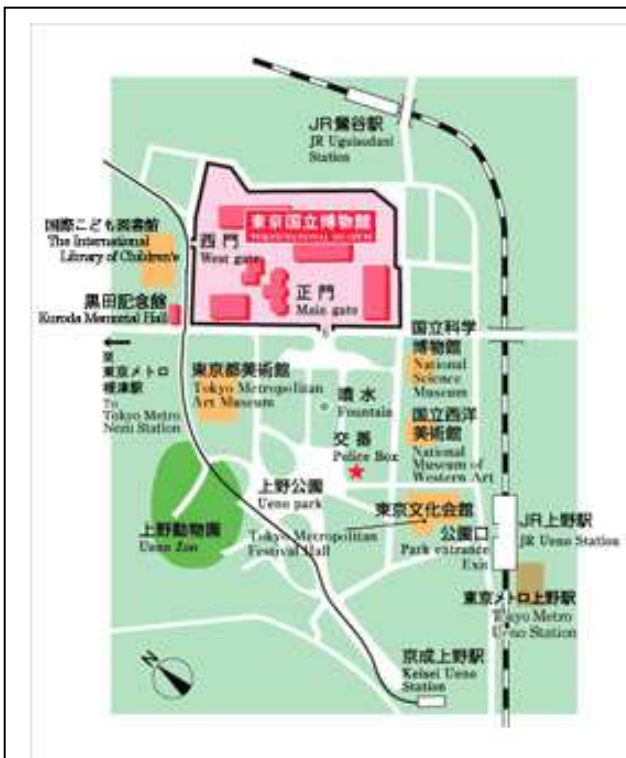 JR鶯谷駅
JR Uguisudani
Station
国際こども図書館
The International
Library of Children's
東京国立博物館
TOKYO NATIONAL MUSEUM
西門
West gate
正門
Main gate
黒田記念館
Kuroda Memorial Hall
国立科学
博物館
National
Science
Museum
至
東京メトロ
根津駅
To
Tokyo Metro
Nezu Station
東京都美術館
Tokyo Metropolitan
Art Museum
噴水
Fountain
国立西洋
美術館
National
Museum of
Western Art
交番
Police Box
上野公園
Ueno park
東京文化会館
Tokyo Metropolitan
Festival Hall
上野動物園
Ueno Zoo
公園口
Park entrance
Exit
JR上野駅
JR Ueno Station
東京メトロ上野駅
Tokyo Metro
Ueno Station
京成上野駅
Keisei Ueno
Station
N